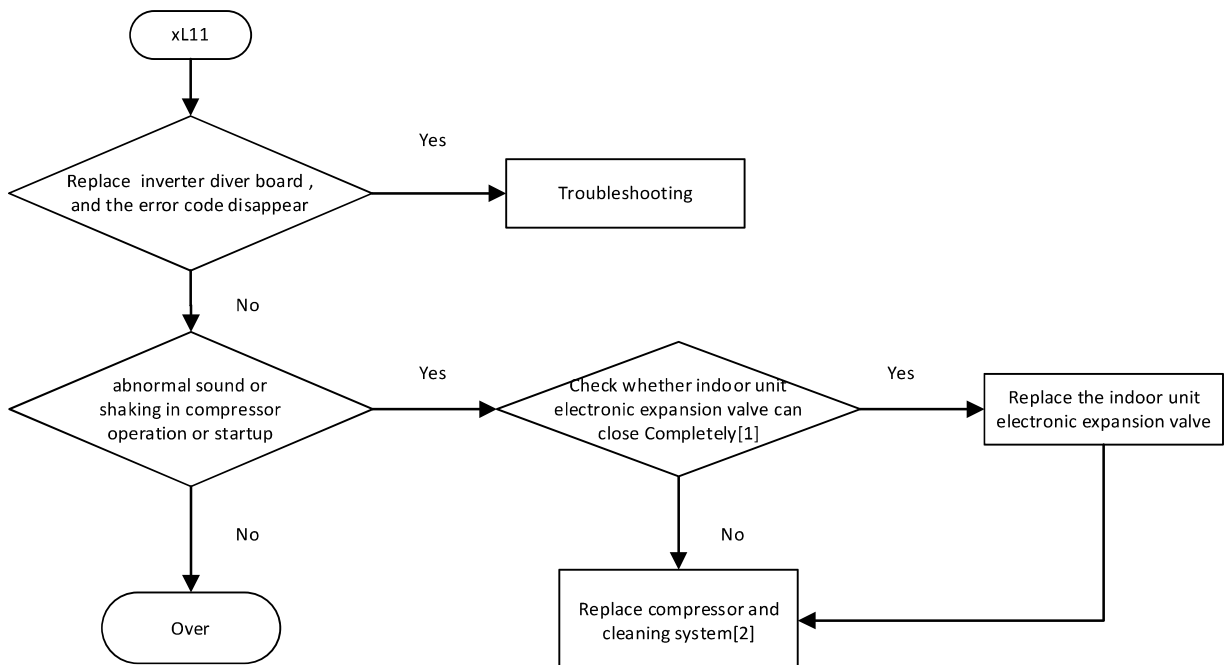 xL11
Yes
Replace inverter diver board ,
and the error code disappear
Troubleshooting
No
abnormal sound or
shaking in compressor
operation or startup
Yes
Check whether indoor unit
electronic expansion valve can
close Completely[1]
Yes
Replace the indoor unit
electronic expansion valve
No
No
Over
Replace compressor and
cleaning system[2]